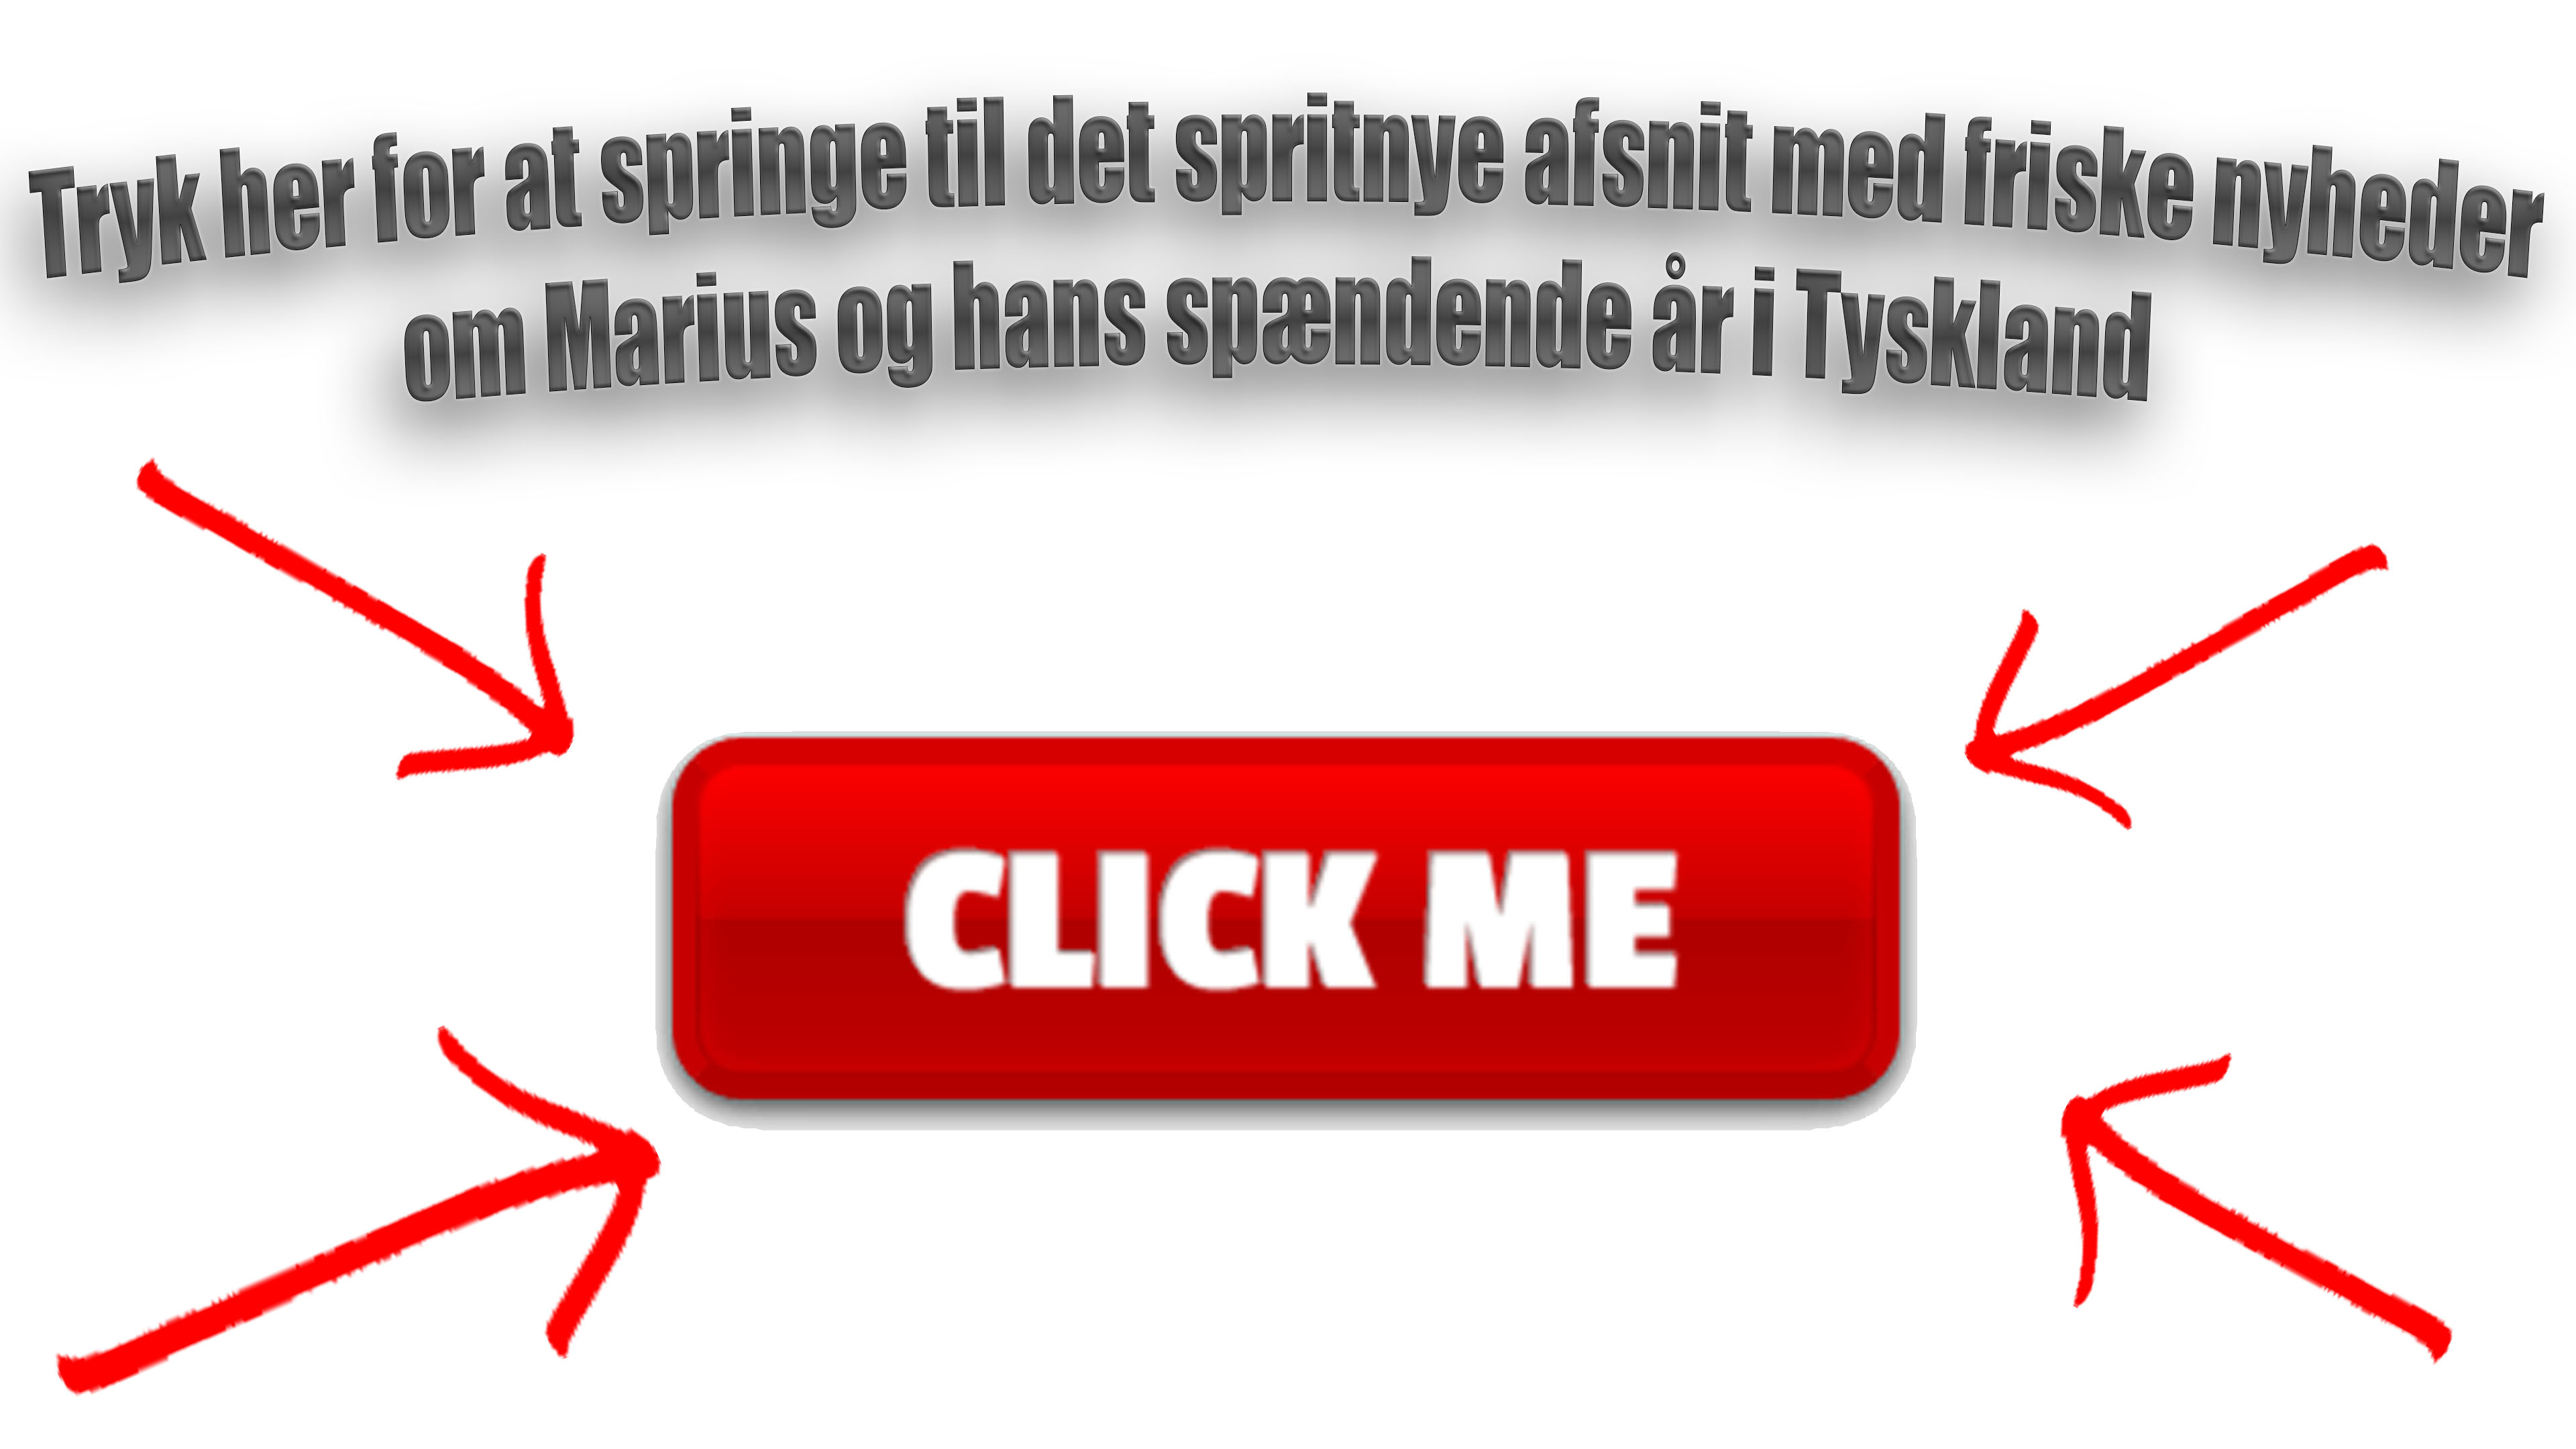 Tryk her for at springe til det spritnye afsnit med friske nyheder
om Marius og hans spændende år i Tyskland
CLICK ME